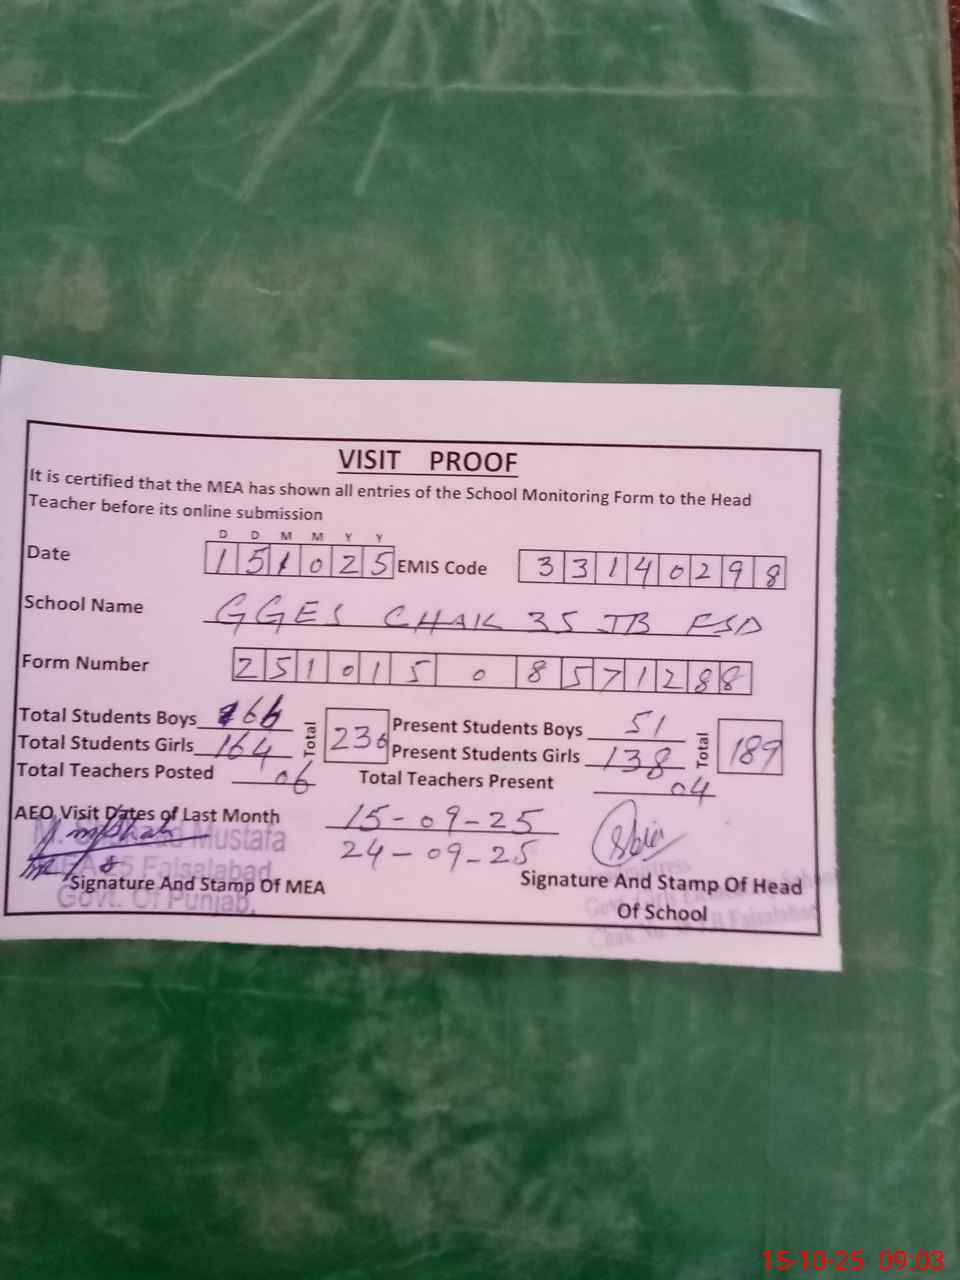 VISIT PROOF
It is certified that the MEA has shown all entries of the School Monitoring Form to the Head
Teacher before its online submission
D D M M Y Y
Date 1 5 1 0 2 5 EMIS Code 3 3 1 4 0 2 9 8
School Name GGES CHAK 35 JB FSD
Form Number 2 5 1 0 1 5 0 8 5 7 1 2 8 8
Total Students Boys Total 236 Present Students Boys 51 Total 189
Total Students Girls 164 Present Students Girls 138
Total Teachers Posted 06 Total Teachers Present 04
AEO Visit Dates of Last Month 15-09-25
24-09-25
Mustafa
Faisalabad
Signature And Stamp Of MEA Signature And Stamp Of Head
Govt. Of Punjab, Of School
15-10-25 09:03